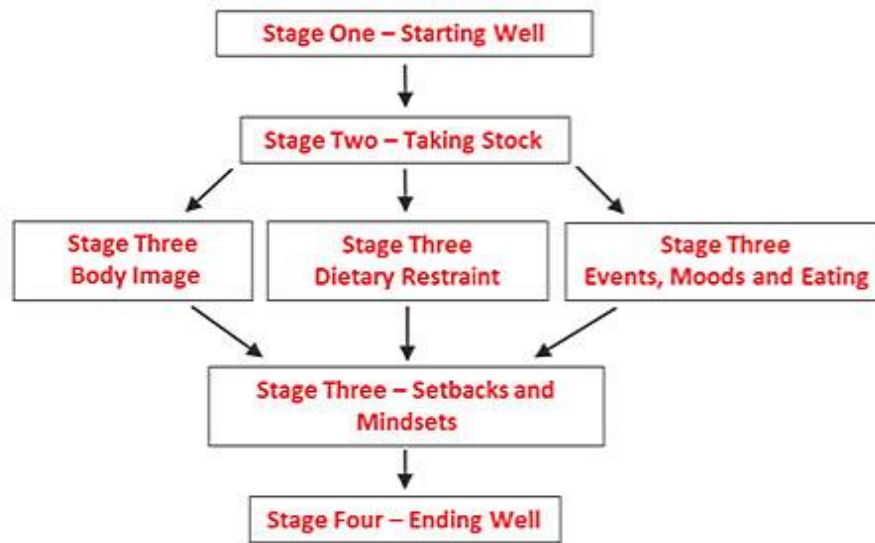 Stage One – Starting Well
Stage Two – Taking Stock
Stage Three
Body Image
Stage Three
Dietary Restraint
Stage Three
Events, Moods and Eating
Stage Three – Setbacks and
Mindsets
Stage Four – Ending Well